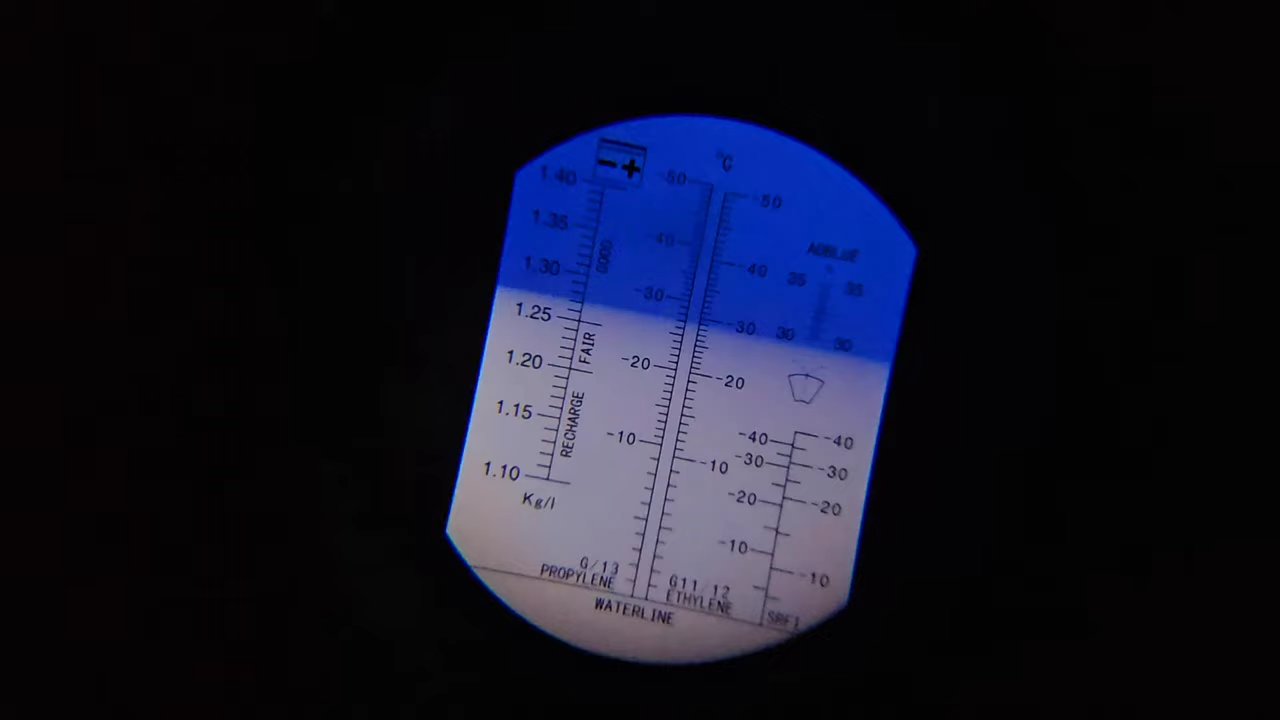 °C
- +
1.40
1.35
1.30
1.25
1.20
1.15
1.10
Kg/l
GOOD
FAIR
RECHARGE
-50
-40
-30
-20
-10
G/13
PROPYLENE
-50
-40
-30
-20
-10
G11/12
ETHYLENE
WATERLINE
ADBLUE
35 35
30 30
-40 -40
-30 -30
-20 -20
-10 -10